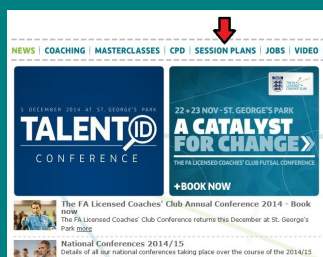 NEWS | COACHING | MASTERCLASSES | CPD | SESSION PLANS | JOBS | VIDEO
5 DECEMBER 2014 AT ST. GEORGE'S PARK
TALENT ID
CONFERENCE
22 + 23 NOV · ST. GEORGE'S PARK
A CATALYST
FOR CHANGE
THE FA LICENSED COACHES' CLUB FUTSAL CONFERENCE
+BOOK NOW
The FA Licensed Coaches' Club Annual Conference 2014 - Book
now
The FA Licensed Coaches' Club Conference returns this December at St. George's
Park more
National Conferences 2014/15
Details of all our national conferences taking place over the course of the 2014/15